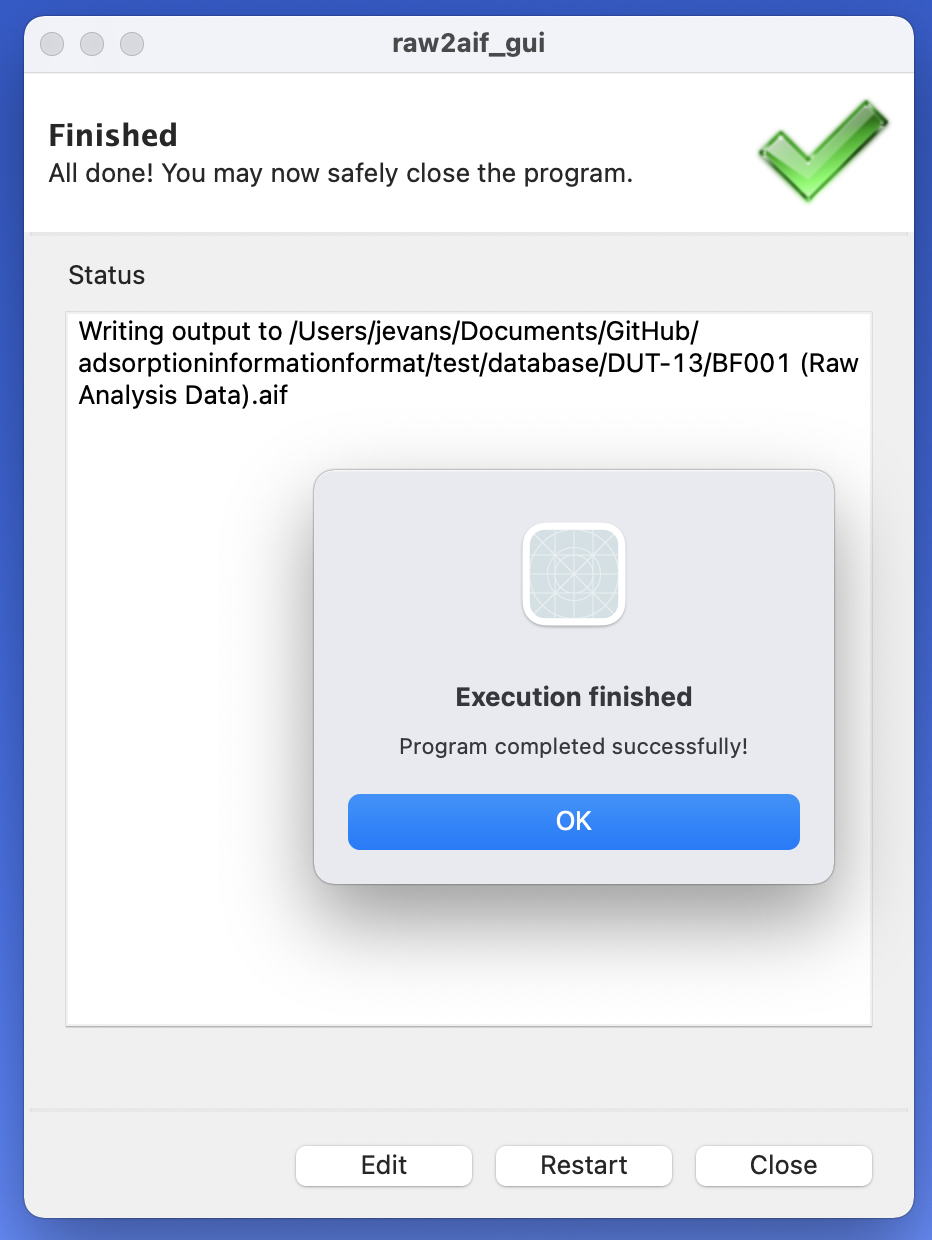 raw2aif_gui
Finished
All done! You may now safely close the program.
Status
Writing output to /Users/jevans/Documents/GitHub/
adsorptioninformationformat/test/database/DUT-13/BF001 (Raw
Analysis Data).aif
Execution finished
Program completed successfully!
OK
Edit
Restart
Close